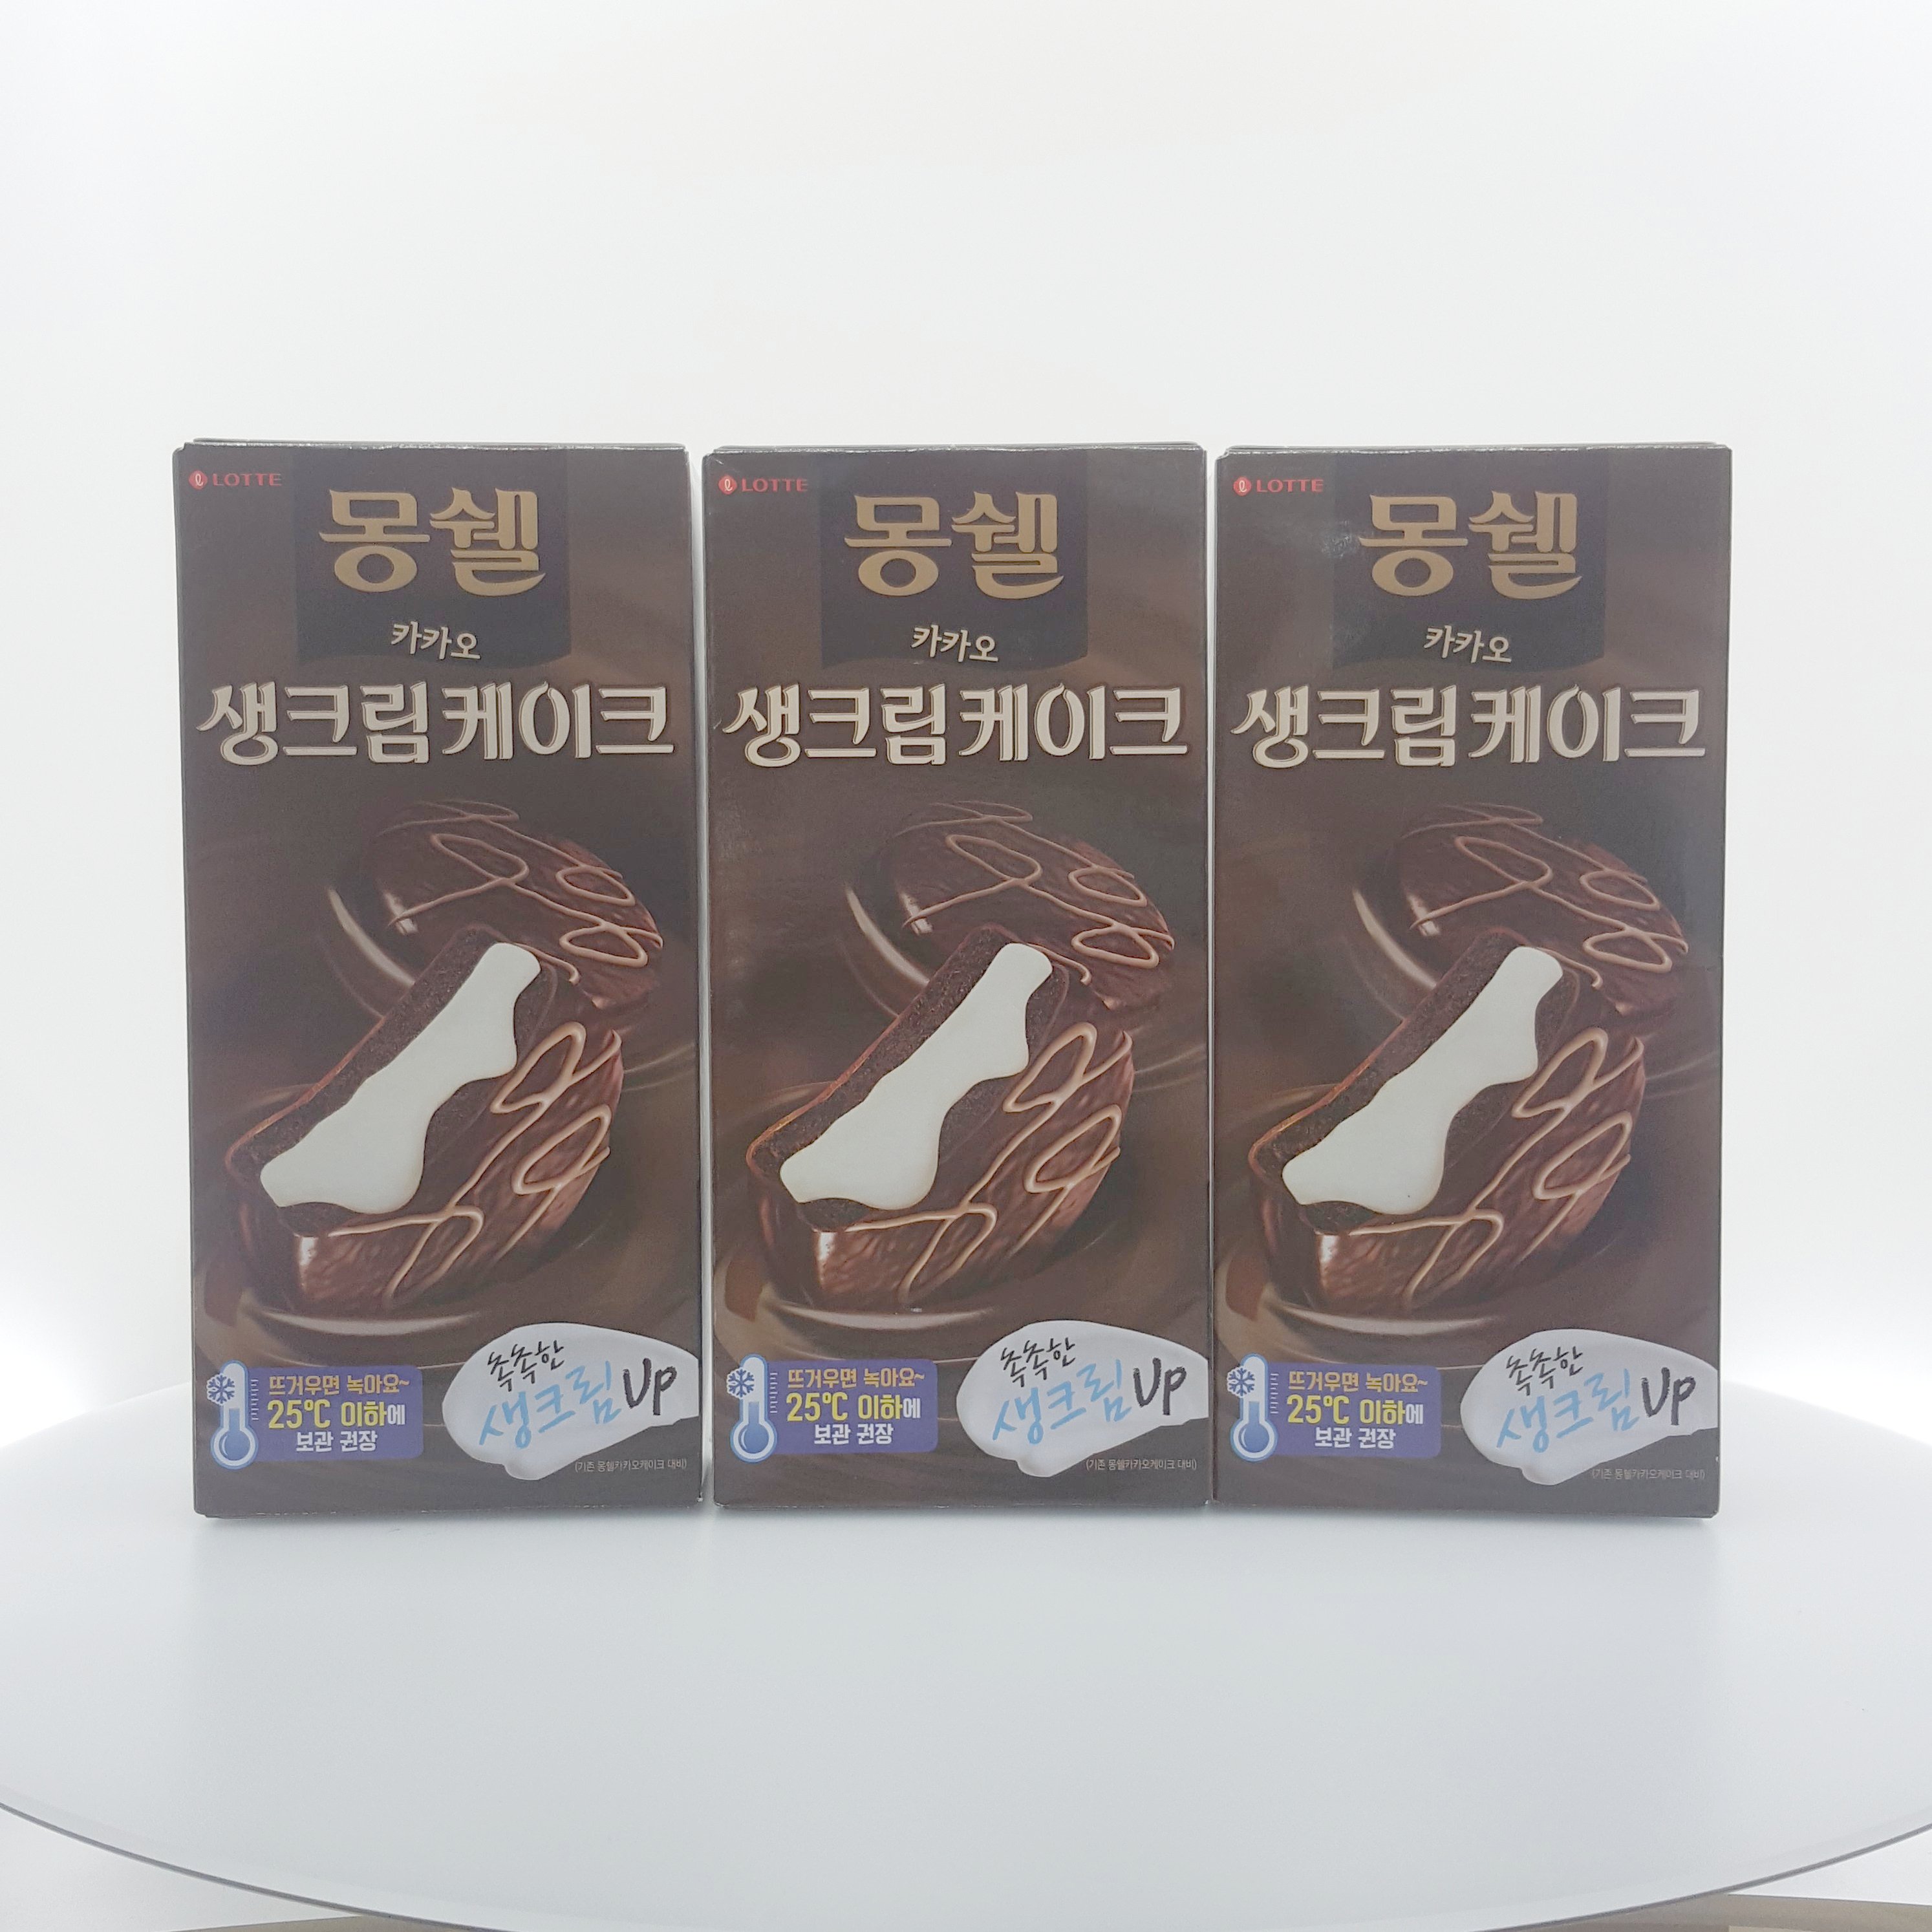 LOTTE
몽쉘
카카오
생크림케이크
뜨거우면 녹아요~
25℃ 이하에
보관 권장
촉촉한
생크림 UP
(기존 몽쉘카카오케이크 대비)
LOTTE
몽쉘
카카오
생크림케이크
뜨거우면 녹아요~
25℃ 이하에
보관 권장
촉촉한
생크림 UP
(기존 몽쉘카카오케이크 대비)
LOTTE
몽쉘
카카오
생크림케이크
뜨거우면 녹아요~
25℃ 이하에
보관 권장
촉촉한
생크림 UP
(기존 몽쉘카카오케이크 대비)